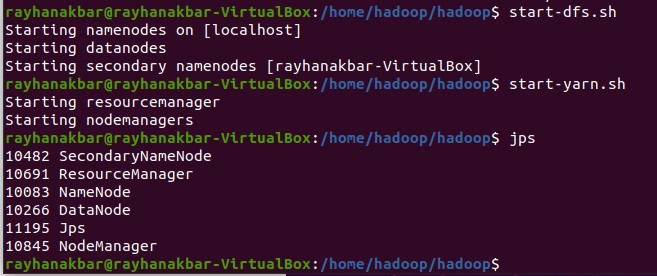 rayhanakbar@rayhanakbar-VirtualBox:/home/hadoop/hadoop$ start-dfs.sh
Starting namenodes on [localhost]
Starting datanodes
Starting secondary namenodes [rayhanakbar-VirtualBox]
rayhanakbar@rayhanakbar-VirtualBox:/home/hadoop/hadoop$ start-yarn.sh
Starting resourcemanager
Starting nodemanagers
rayhanakbar@rayhanakbar-VirtualBox:/home/hadoop/hadoop$ jps
10482 SecondaryNameNode
10691 ResourceManager
10083 NameNode
10266 DataNode
11195 Jps
10845 NodeManager
rayhanakbar@rayhanakbar-VirtualBox:/home/hadoop/hadoop$